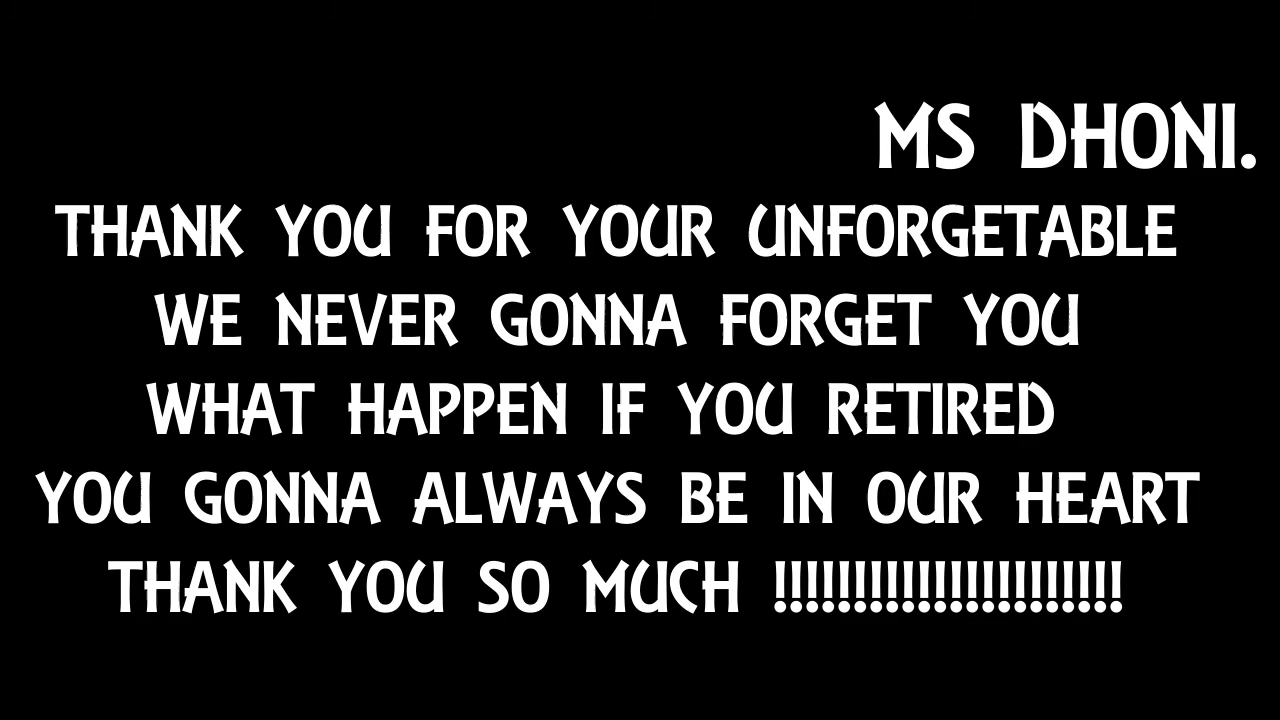 MS DHONI.
THANK YOU FOR YOUR UNFORGETABLE
WE NEVER GONNA FORGET YOU
WHAT HAPPEN IF YOU RETIRED
YOU GONNA ALWAYS BE IN OUR HEART
THANK YOU SO MUCH !!!!!!!!!!!!!!!!!!!!!!